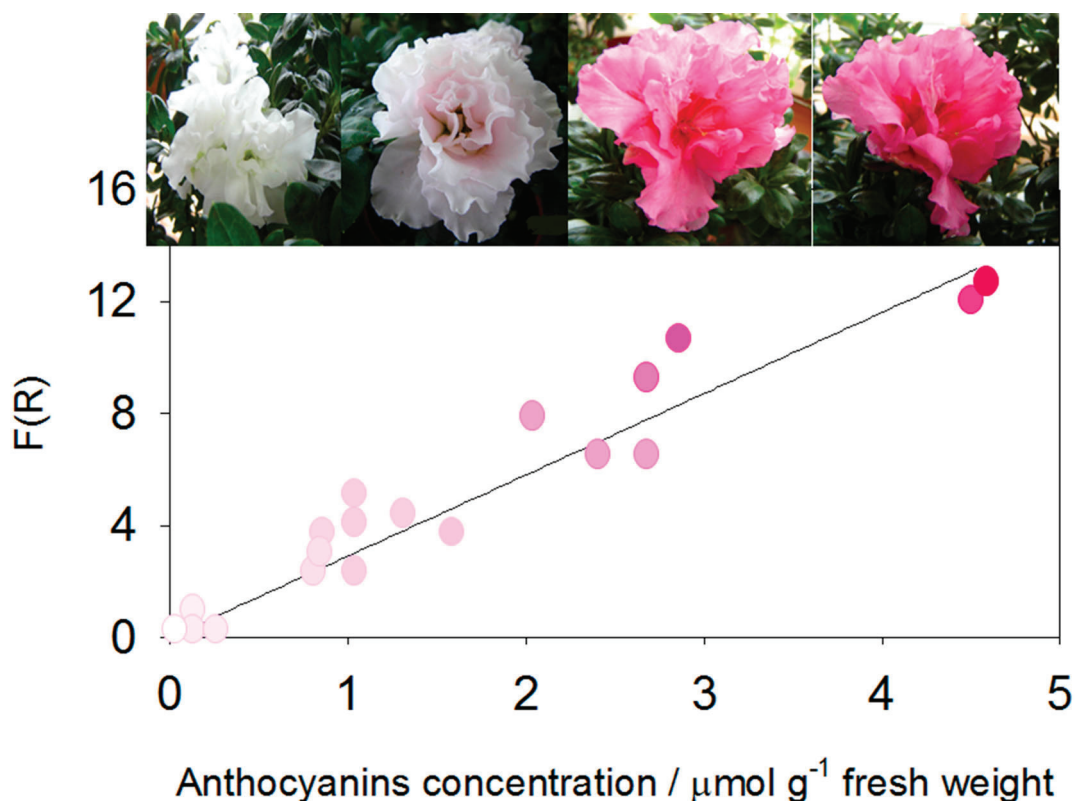 16
12
8
4
0
F(R)
0 1 2 3 4 5
Anthocyanins concentration / μmol g⁻¹ fresh weight